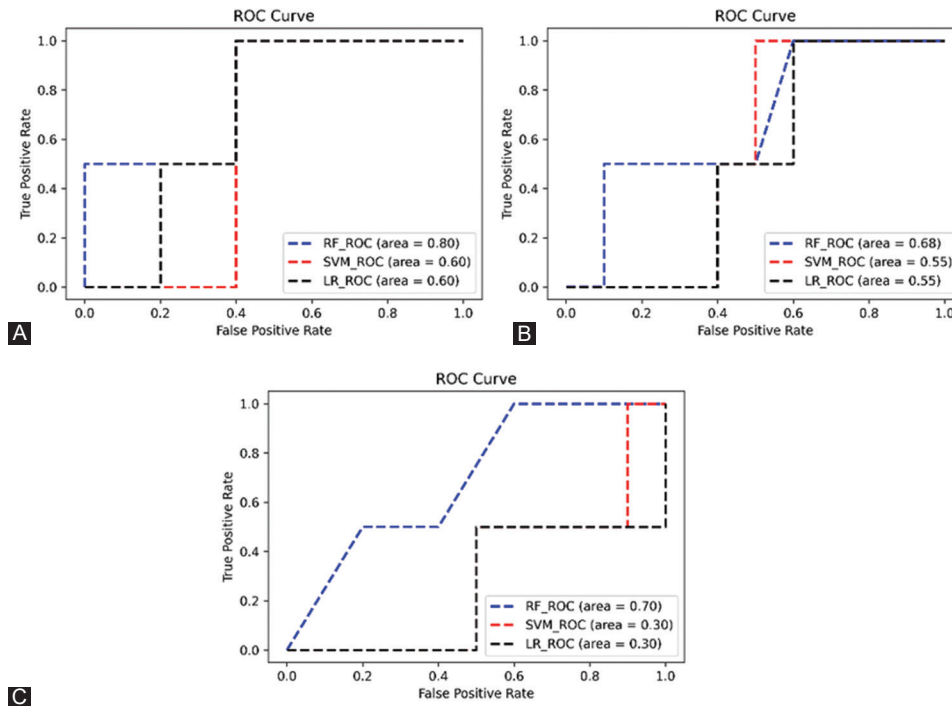 ROC Curve
1.0
0.8
0.6
0.4
0.2
0.0
True Positive Rate
RF_ROC (area = 0.80)
SVM_ROC (area = 0.60)
LR_ROC (area = 0.60)
0.0 0.2 0.4 0.6 0.8 1.0
False Positive Rate
A
ROC Curve
1.0
0.8
0.6
0.4
0.2
0.0
True Positive Rate
RF_ROC (area = 0.68)
SVM_ROC (area = 0.55)
LR_ROC (area = 0.55)
0.0 0.2 0.4 0.6 0.8 1.0
False Positive Rate
B
ROC Curve
1.0
0.8
0.6
0.4
0.2
0.0
True Positive Rate
RF_ROC (area = 0.70)
SVM_ROC (area = 0.30)
LR_ROC (area = 0.30)
0.0 0.2 0.4 0.6 0.8 1.0
False Positive Rate
C